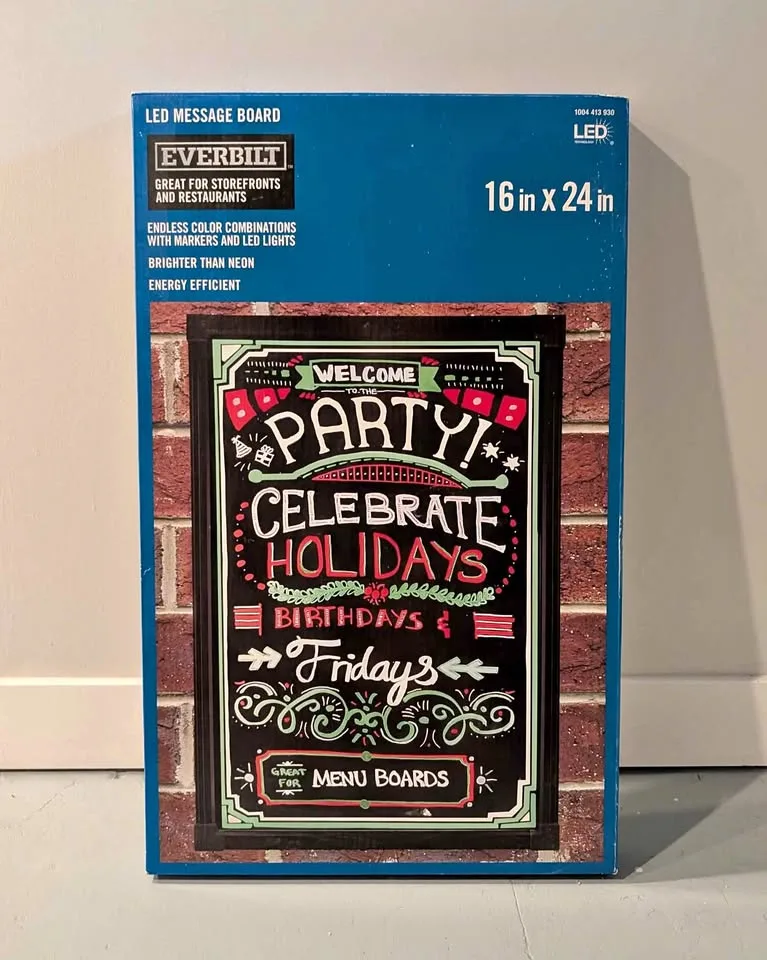 LED MESSAGE BOARD
1004 413 930
LED
TECHNOLOGY
EVERBILT
GREAT FOR STOREFRONTS
AND RESTAURANTS
16 in X 24 in
ENDLESS COLOR COMBINATIONS
WITH MARKERS AND LED LIGHTS
BRIGHTER THAN NEON
ENERGY EFFICIENT
WELCOME
TO THE
PARTY!
CELEBRATE
HOLIDAYS
BIRTHDAYS &
Fridays
GREAT
FOR
MENU BOARDS